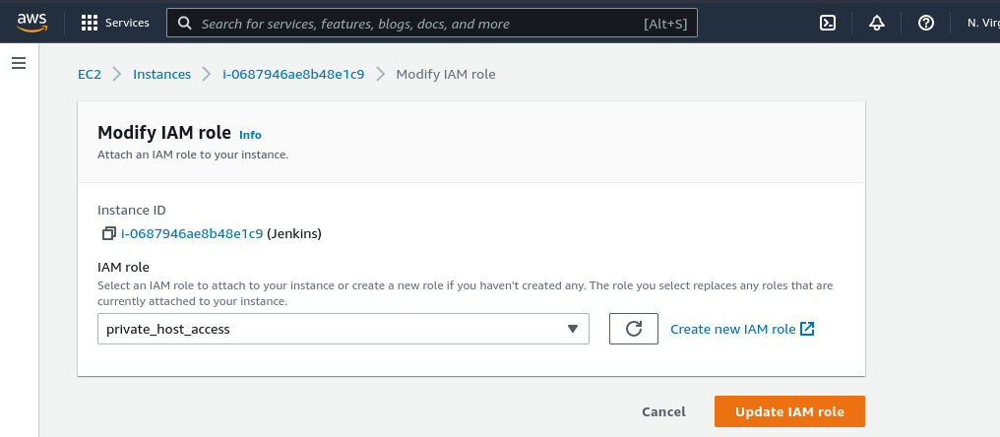 aws Services Search for services, features, blogs, docs, and more [Alt+S] N. Virg
EC2 Instances i-0687946ae8b48e1c9 Modify IAM role
Modify IAM role Info
Attach an IAM role to your instance.
Instance ID
i-0687946ae8b48e1c9 (Jenkins)
IAM role
Select an IAM role to attach to your instance or create a new role if you haven't created any. The role you select replaces any roles that are
currently attached to your instance.
private_host_access Create new IAM role
Cancel Update IAM role